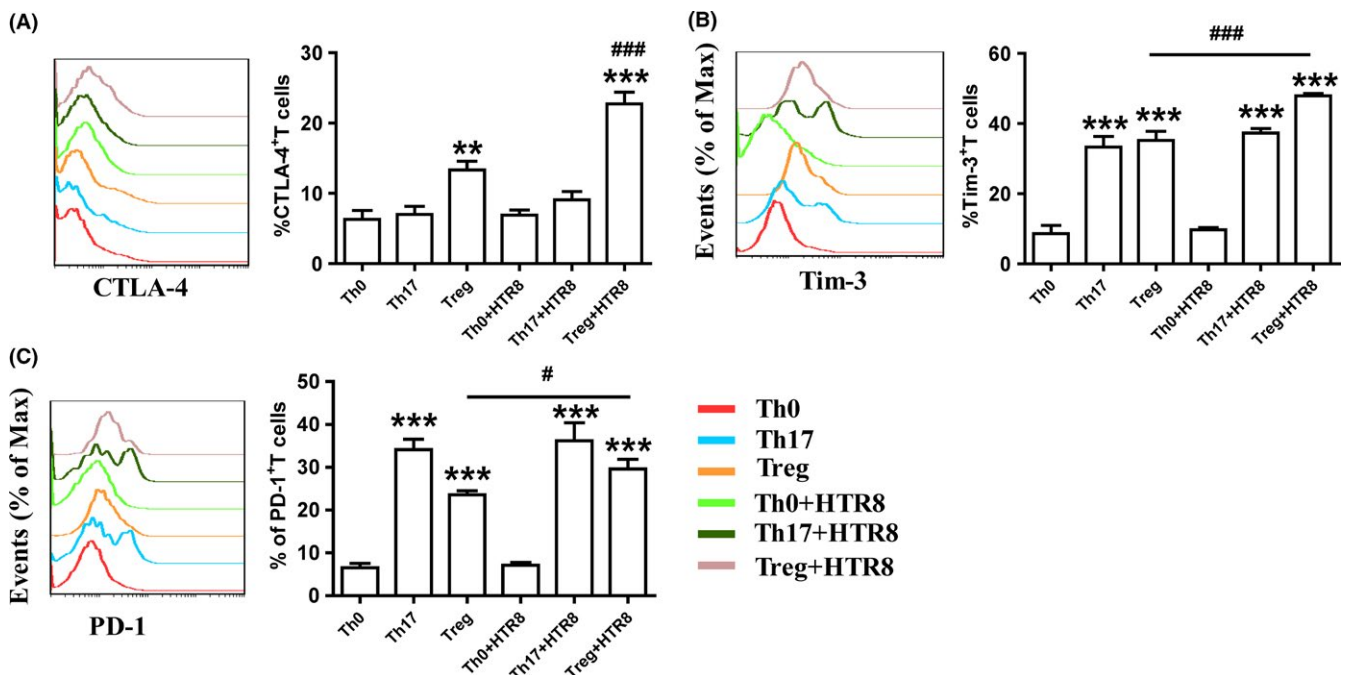 (A)
CTLA-4
%CTLA-4+T cells
30
20
10
0
**
###
***
Th0
Th17
Treg
Th0+HTR8
Th17+HTR8
Treg+HTR8
(B)
Events (% of Max)
Tim-3
%Tim-3+T cells
60
40
20
0
###
***
***
***
***
Th0
Th17
Treg
Th0+HTR8
Th17+HTR8
Treg+HTR8
(C)
Events (% of Max)
PD-1
% of PD-1+T cells
50
40
30
20
10
0
#
***
***
***
***
Th0
Th17
Treg
Th0+HTR8
Th17+HTR8
Treg+HTR8
Th0
Th17
Treg
Th0+HTR8
Th17+HTR8
Treg+HTR8